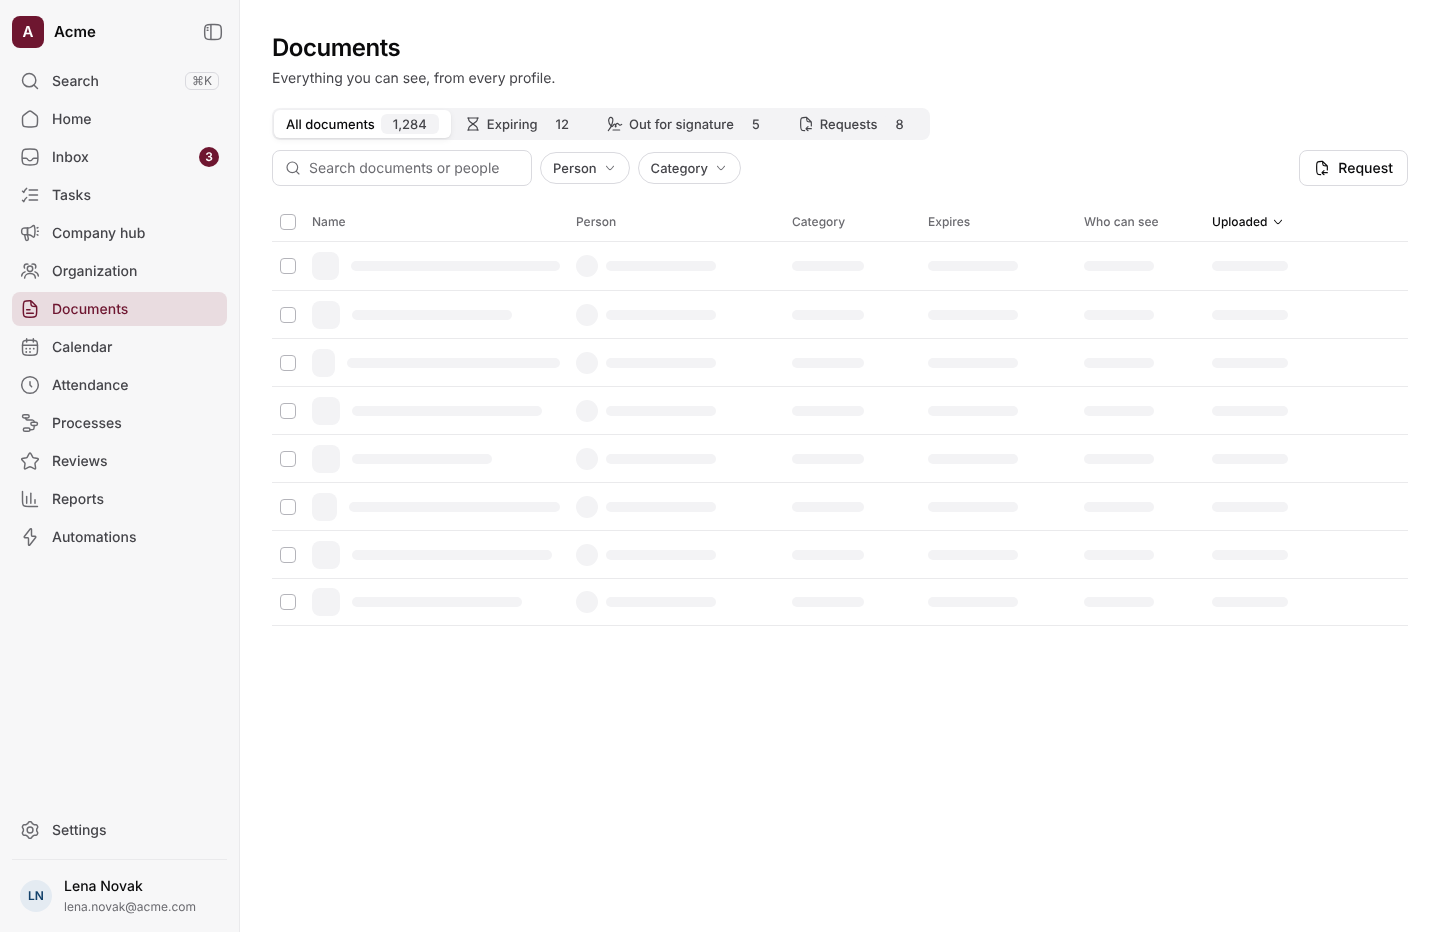 A Acme
Search ⌘K
Home
Inbox 3
Tasks
Company hub
Organization
Documents
Calendar
Attendance
Processes
Reviews
Reports
Automations
Settings
LN
Lena Novak
lena.novak@acme.com
Documents
Everything you can see, from every profile.
All documents 1,284 Expiring 12 Out for signature 5 Requests 8
Search documents or people Person Category Request
Name Person Category Expires Who can see Uploaded